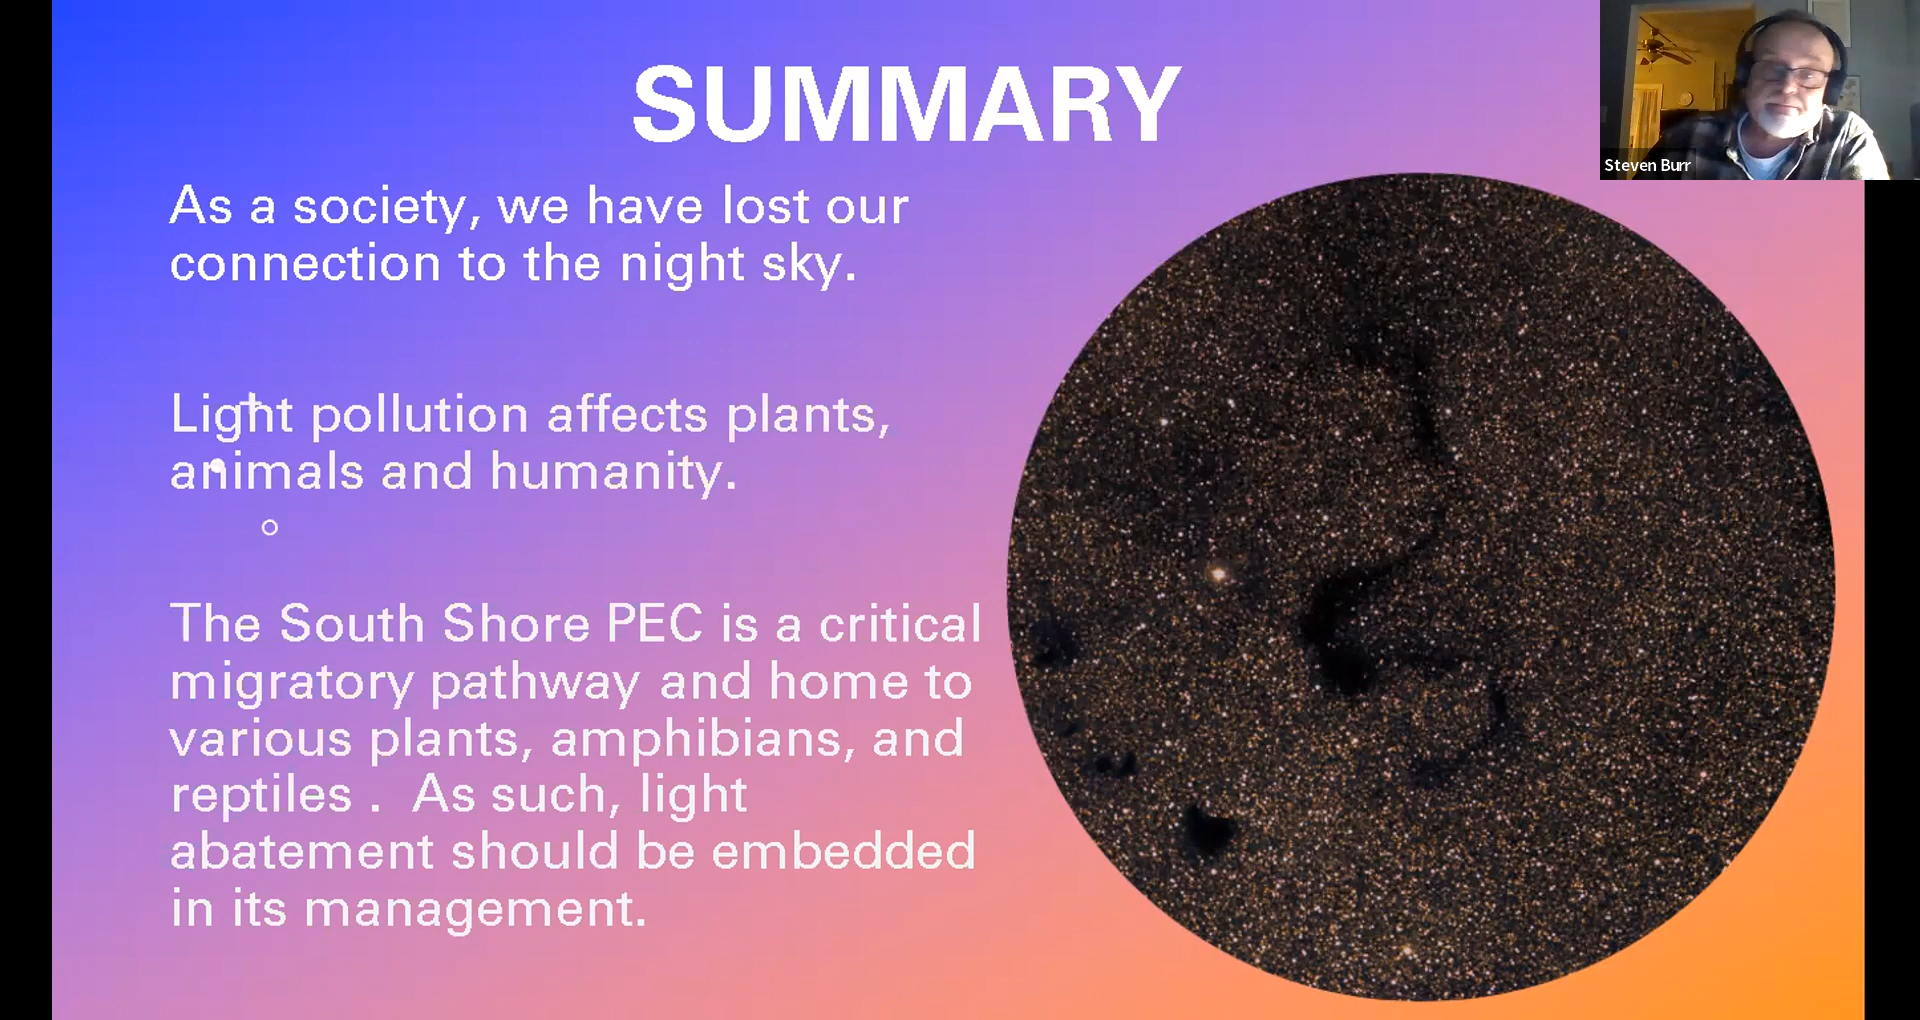 SUMMARY
Steven Burr
As a society, we have lost our
connection to the night sky.
Light pollution affects plants,
animals and humanity.
The South Shore PEC is a critical
migratory pathway and home to
various plants, amphibians, and
reptiles .  As such, light
abatement should be embedded
in its management.